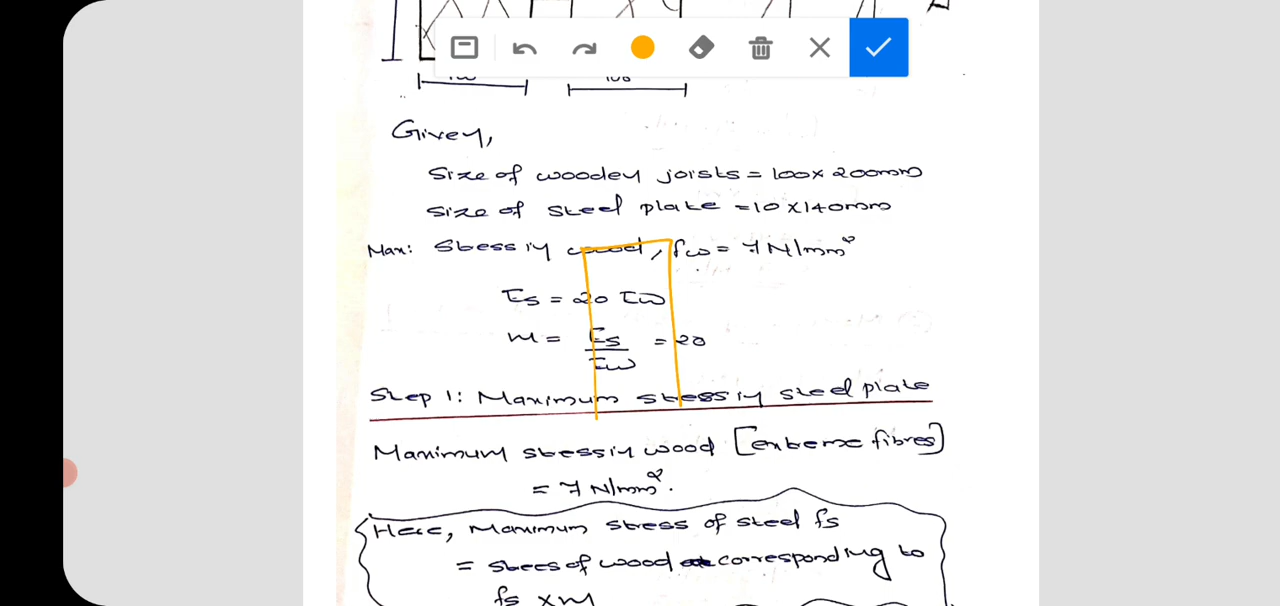 100
Given,
Size of wooden joists = 100 x 200mm
Size of steel plate = 10 x 140mm
Max: Stress in wood, fw = 7 N/mm²
Es = 20 Ew
m = Es/Ew = 20
Step 1: Maximum stress in steel plate
Maximum stress in wood [extreme fibres]
= 7 N/mm².
Here, Maximum stress of steel fs
= stress of wood corresponding to
fs x m